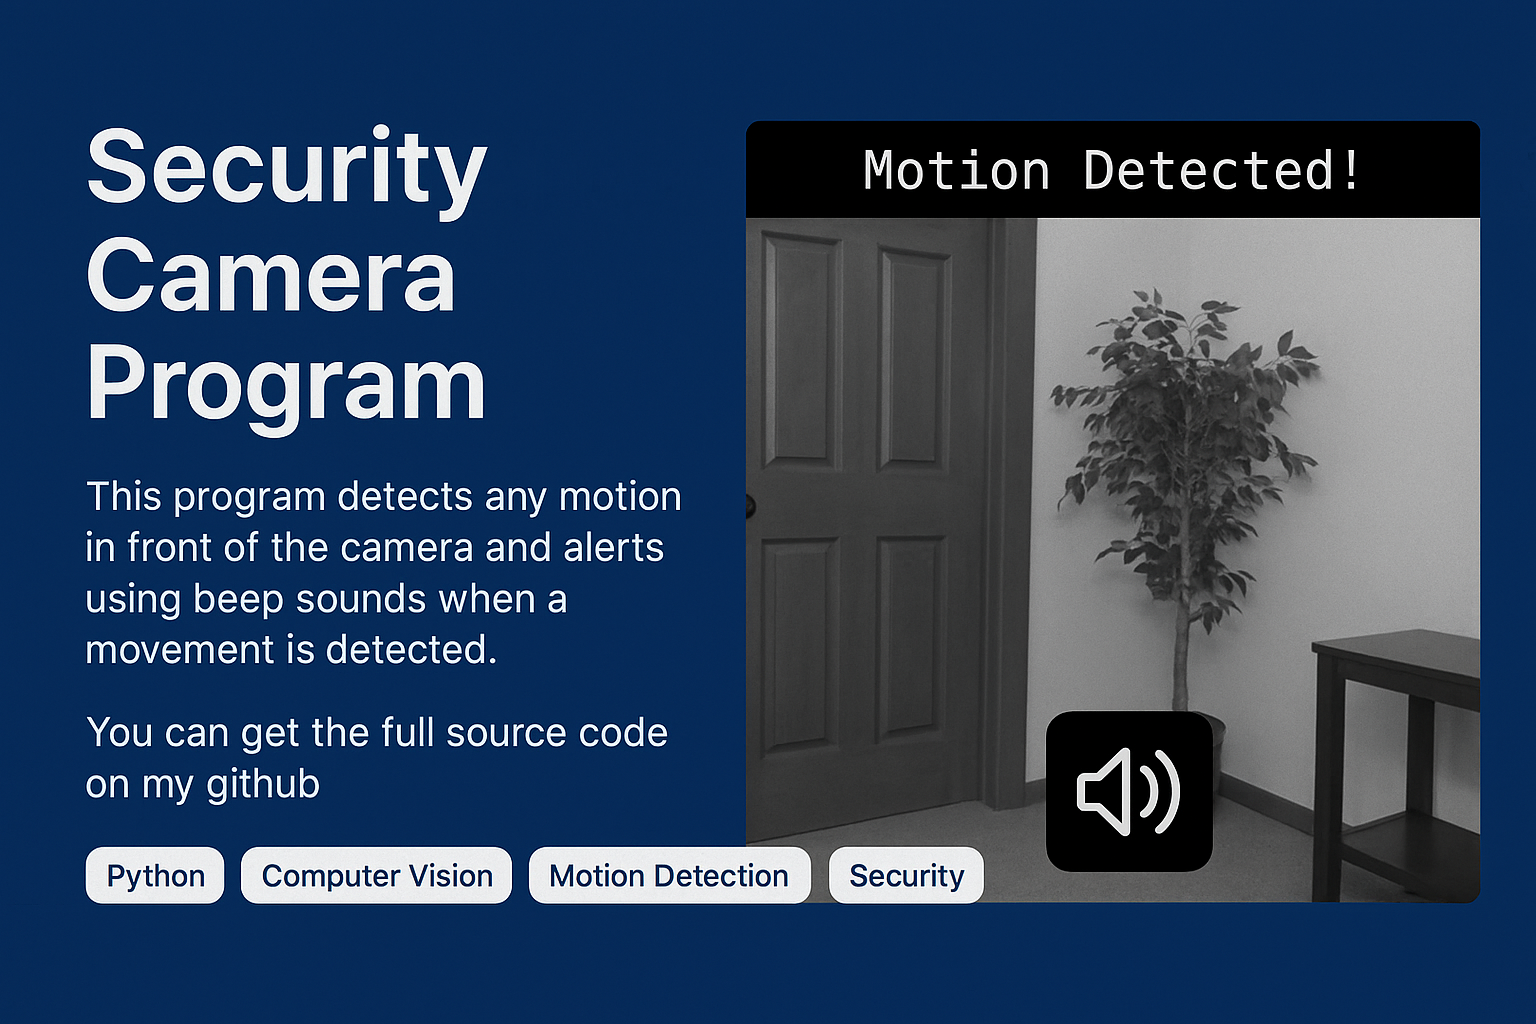 Security
Camera
Program
This program detects any motion
in front of the camera and alerts
using beep sounds when a
movement is detected.
You can get the full source code
on my github
Python
Computer Vision
Motion Detection
Security
Motion Detected!